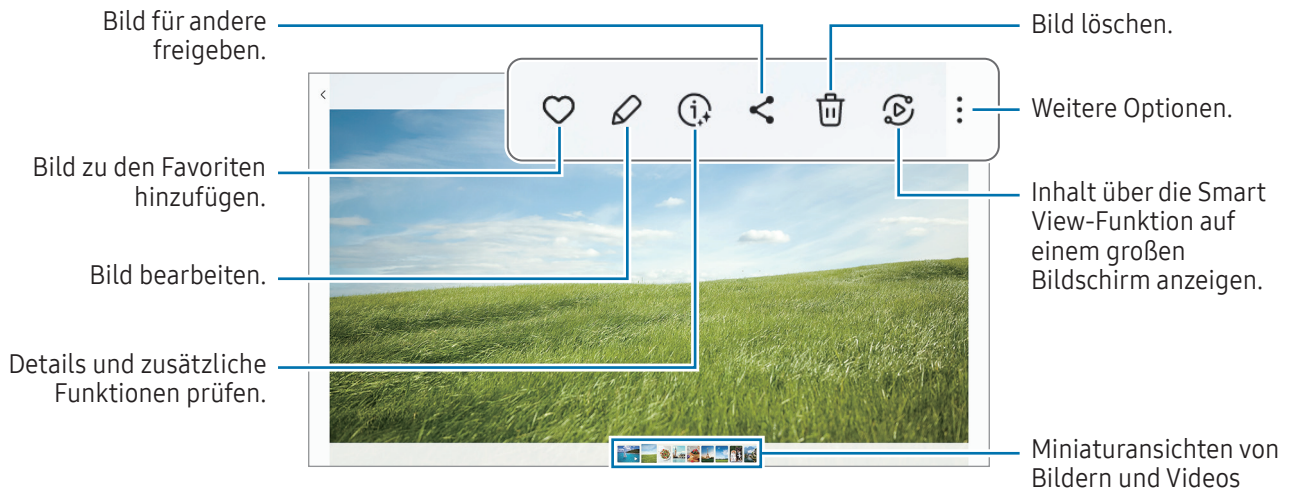 Bild für andere
freigeben.
Bild zu den Favoriten
hinzufügen.
Bild bearbeiten.
Details und zusätzliche
Funktionen prüfen.
Bild löschen.
Weitere Optionen.
Inhalt über die Smart
View-Funktion auf
einem großen
Bildschirm anzeigen.
Miniaturansichten von
Bildern und Videos